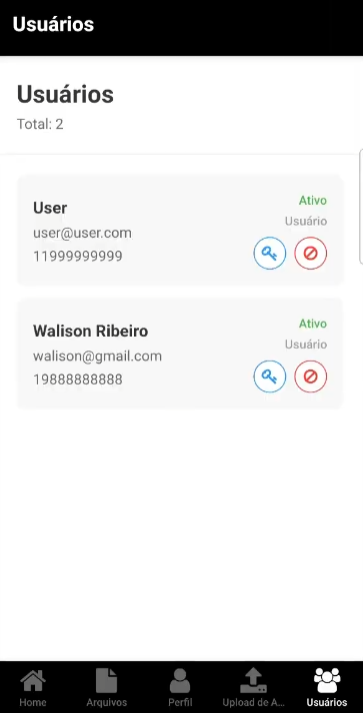 Usuários
Usuários
Total: 2
User
Ativo
user@user.com
Usuário
11999999999
Walison Ribeiro
Ativo
walison@gmail.com
Usuário
19888888888
Home
Arquivos
Perfil
Upload de A...
Usuários